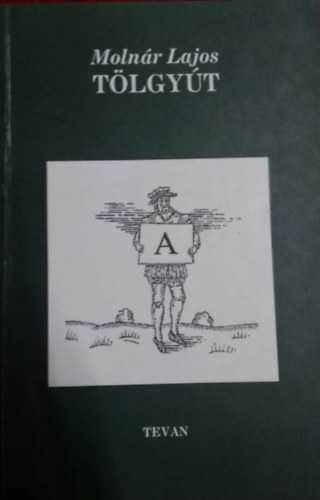 Molnár Lajos
TÖLGYÚT
A
TEVAN